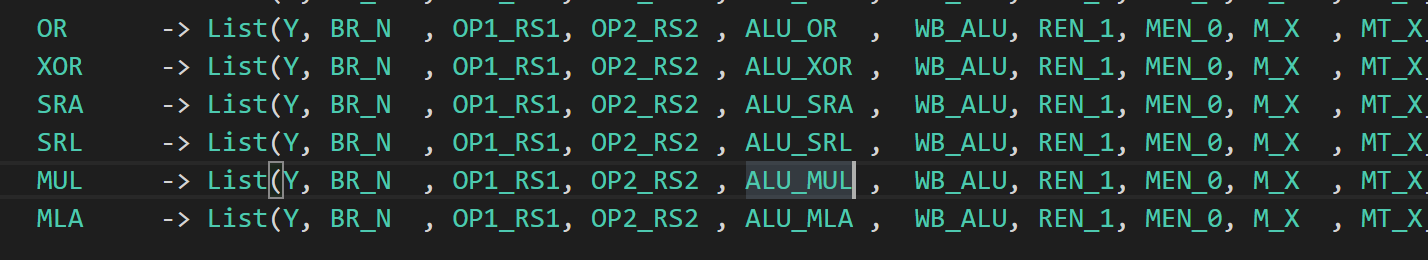 OR -> List(Y, BR_N , OP1_RS1, OP2_RS2 , ALU_OR , WB_ALU, REN_1, MEN_0, M_X , MT_X
XOR -> List(Y, BR_N , OP1_RS1, OP2_RS2 , ALU_XOR , WB_ALU, REN_1, MEN_0, M_X , MT_X
SRA -> List(Y, BR_N , OP1_RS1, OP2_RS2 , ALU_SRA , WB_ALU, REN_1, MEN_0, M_X , MT_X
SRL -> List(Y, BR_N , OP1_RS1, OP2_RS2 , ALU_SRL , WB_ALU, REN_1, MEN_0, M_X , MT_X
MUL -> List(Y, BR_N , OP1_RS1, OP2_RS2 , ALU_MUL , WB_ALU, REN_1, MEN_0, M_X , MT_X
MLA -> List(Y, BR_N , OP1_RS1, OP2_RS2 , ALU_MLA , WB_ALU, REN_1, MEN_0, M_X , MT_X